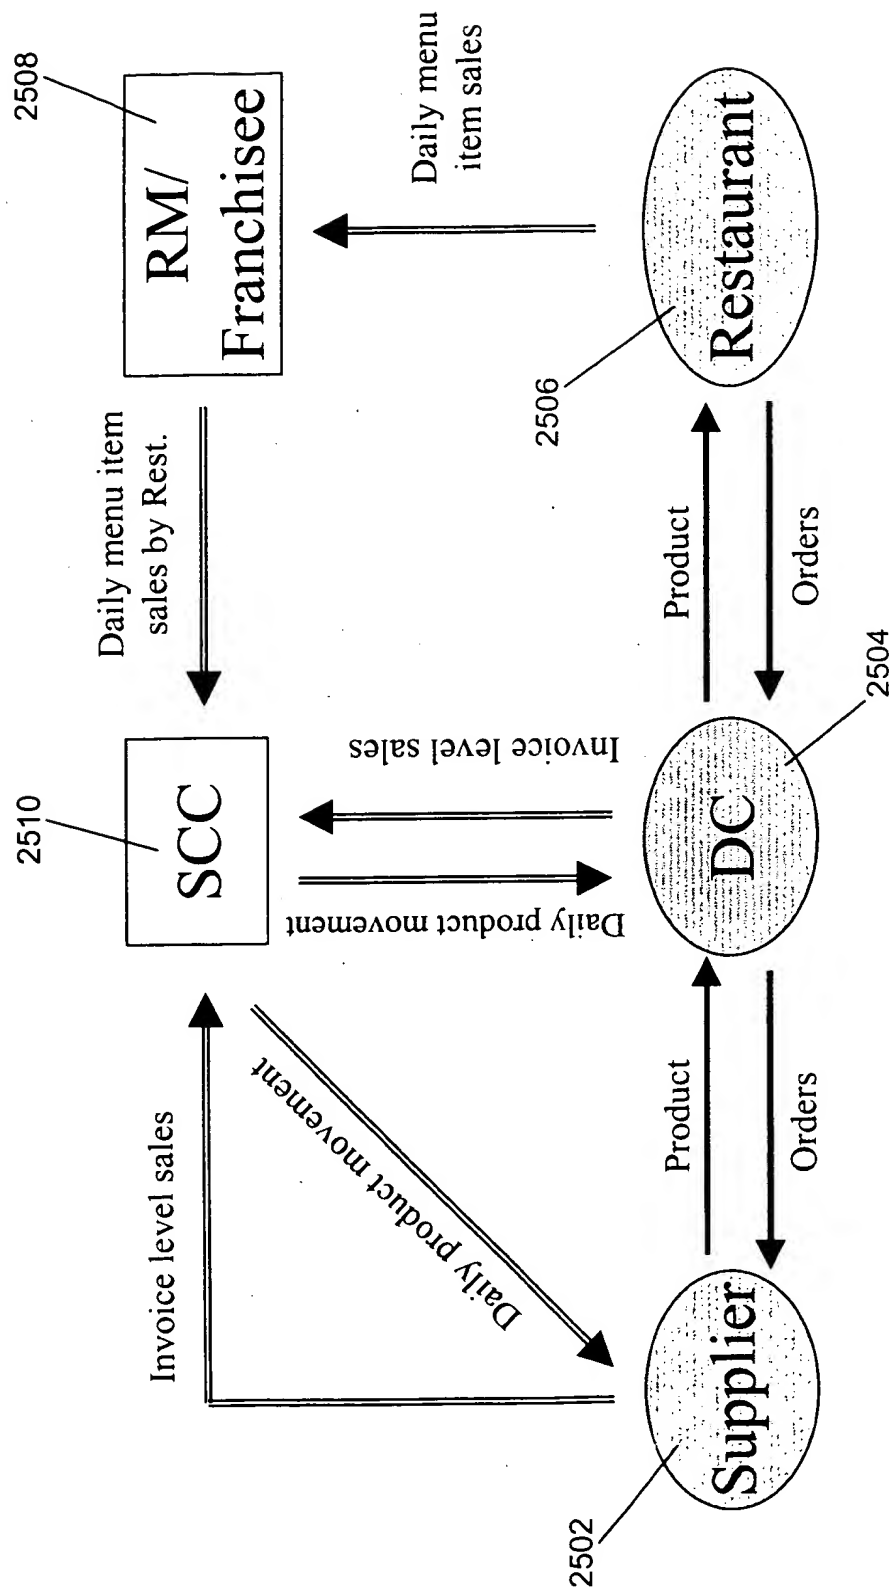 2510
2508
SCC
RM/
Franchisee
Invoice level sales
Daily menu item
sales by Rest.
Daily menu
item sales
Daily product movement
Daily product movement
Invoice level sales
2502
Supplier
Product
Orders
DC
2504
Product
Orders
2506
Restaurant